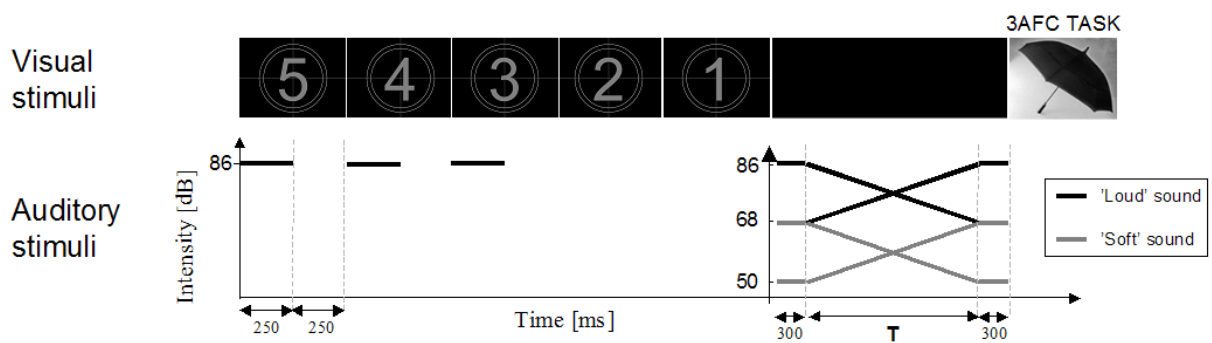 3AFC TASK
Visual
stimuli
5 4 3 2 1
Auditory
stimuli
Intensity [dB]
86
86
68
50
'Loud' sound
'Soft' sound
250 250
Time [ms]
300 T 300